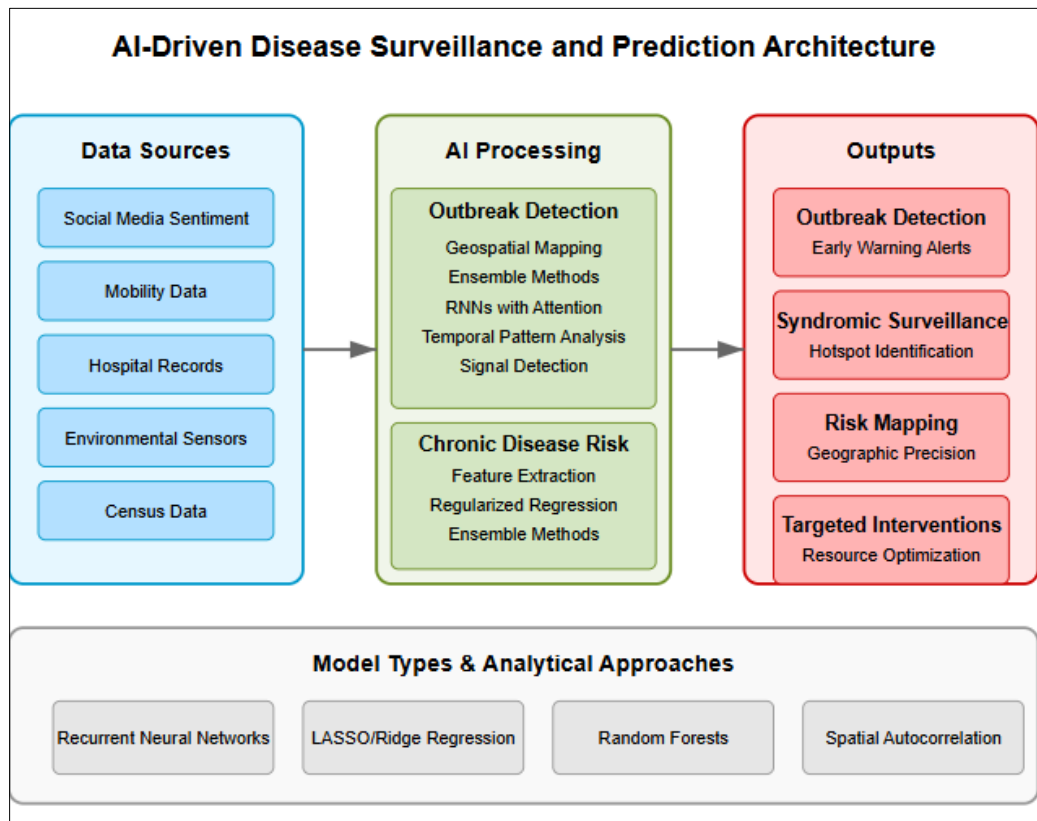 AI-Driven Disease Surveillance and Prediction Architecture
Data Sources
Social Media Sentiment
Mobility Data
Hospital Records
Environmental Sensors
Census Data
AI Processing
Outbreak Detection
Geospatial Mapping
Ensemble Methods
RNNs with Attention
Temporal Pattern Analysis
Signal Detection
Chronic Disease Risk
Feature Extraction
Regularized Regression
Ensemble Methods
Outputs
Outbreak Detection
Early Warning Alerts
Syndromic Surveillance
Hotspot Identification
Risk Mapping
Geographic Precision
Targeted Interventions
Resource Optimization
Model Types & Analytical Approaches
Recurrent Neural Networks
LASSO/Ridge Regression
Random Forests
Spatial Autocorrelation